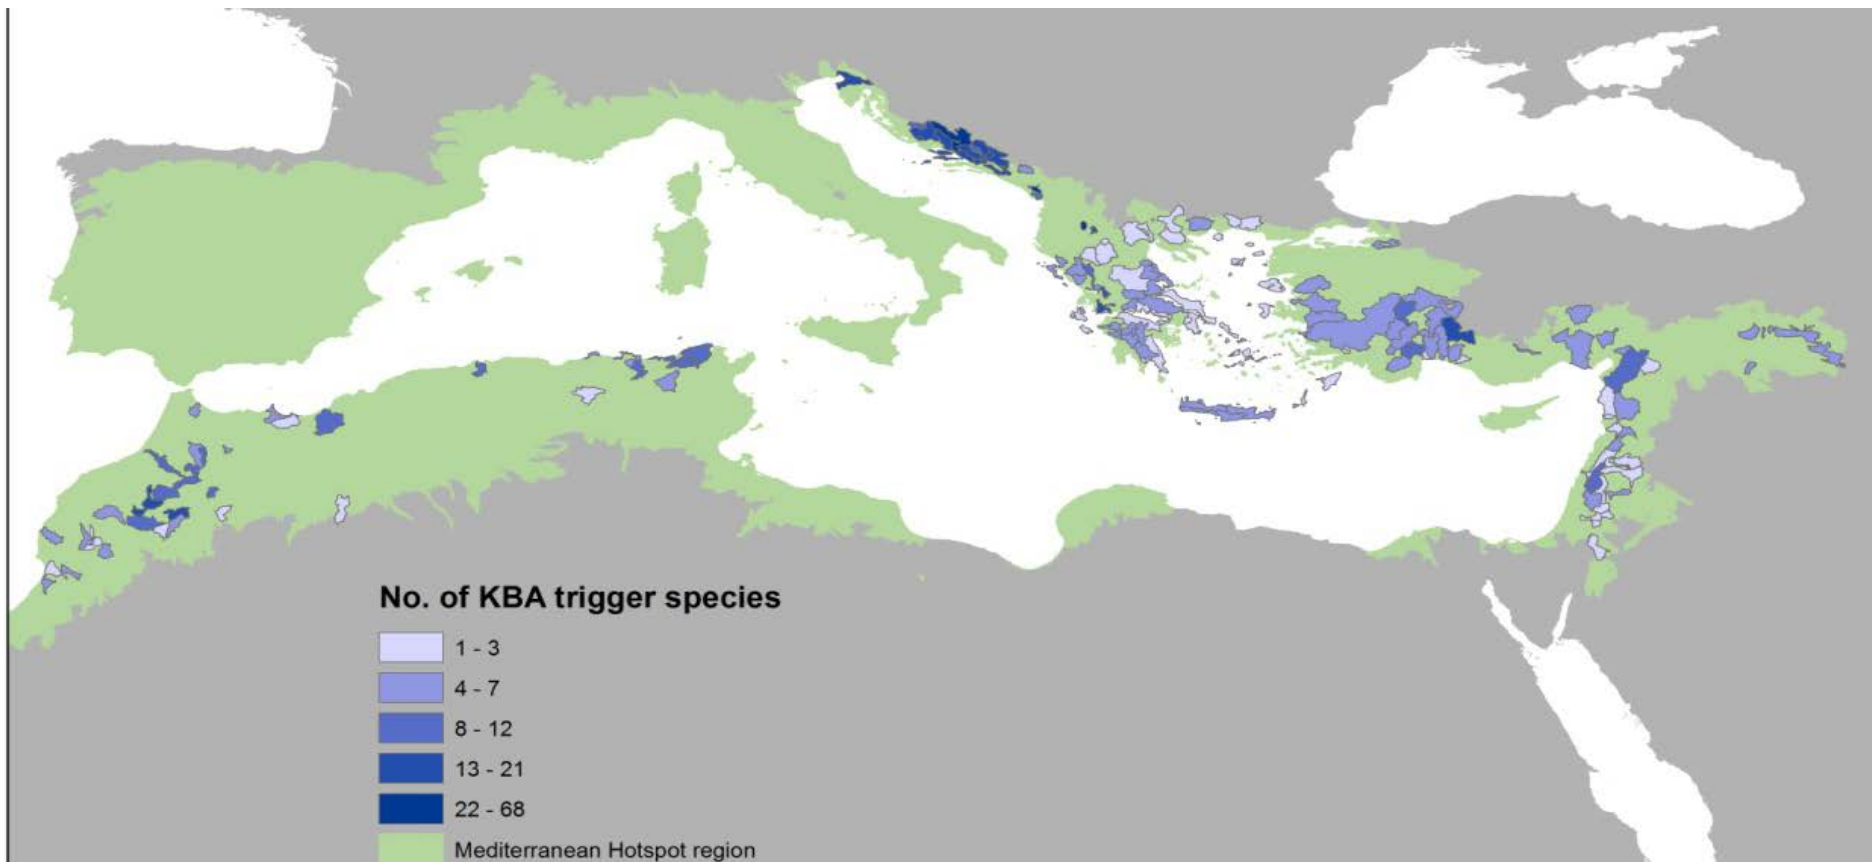 No. of KBA trigger species
1 - 3
4 - 7
8 - 12
13 - 21
22 - 68
Mediterranean Hotspot region